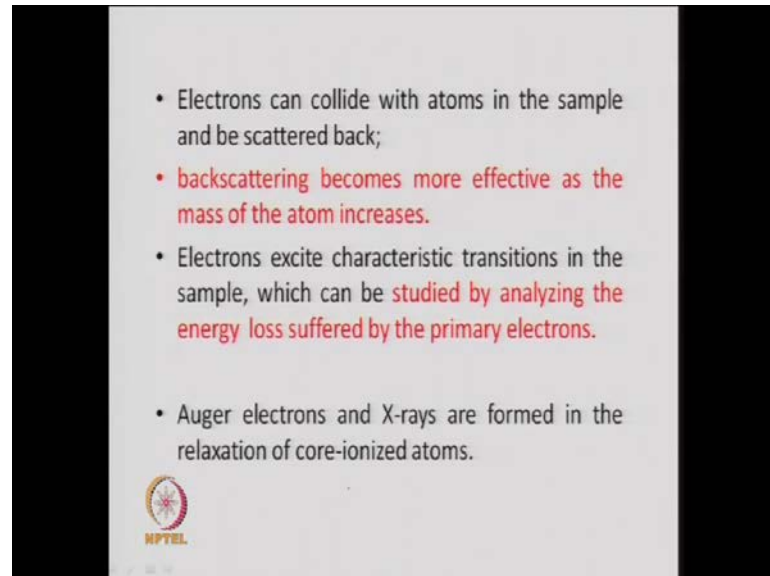 • Electrons can collide with atoms in the sample
and be scattered back;
• backscattering becomes more effective as the
mass of the atom increases.
• Electrons excite characteristic transitions in the
sample, which can be studied by analyzing the
energy loss suffered by the primary electrons.
• Auger electrons and X-rays are formed in the
relaxation of core-ionized atoms.
NPTEL